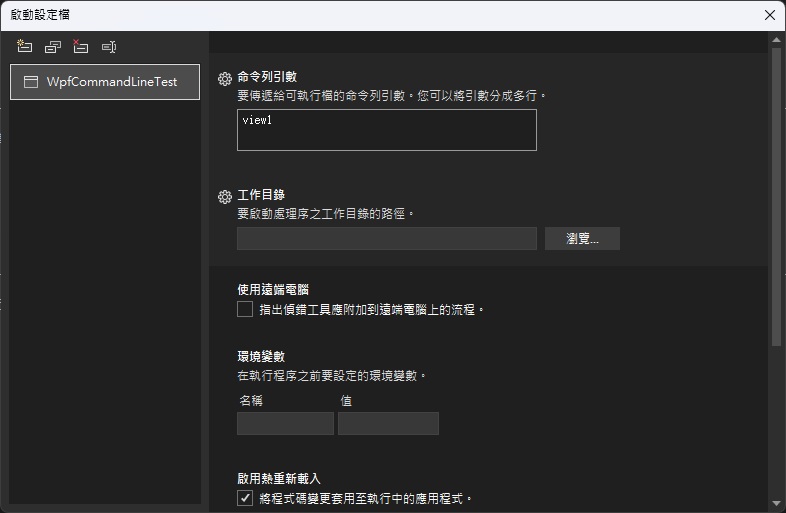 啟動設定檔
WpfCommandLineTest
命令列引數
要傳遞給可執行檔的命令列引數。您可以將引數分成多行。
view1
工作目錄
要啟動處理序之工作目錄的路徑。
瀏覽...
使用遠端電腦
指出偵錯工具應附加到遠端電腦上的流程。
環境變數
在執行程序之前要設定的環境變數。
名稱 值
啟用熱重新載入
將程式碼變更套用至執行中的應用程式。